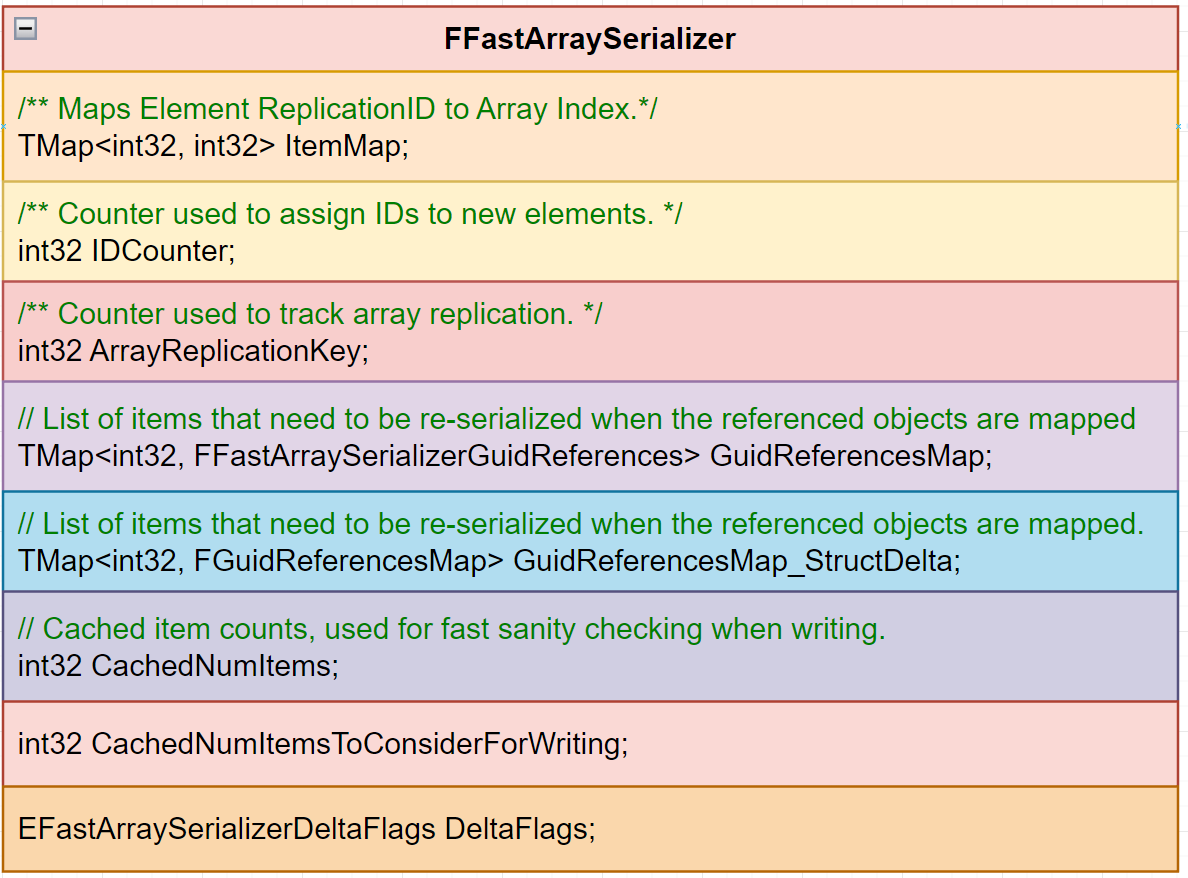 FFastArraySerializer
/** Maps Element ReplicationID to Array Index.*/
TMap<int32, int32> ItemMap;
/** Counter used to assign IDs to new elements. */
int32 IDCounter;
/** Counter used to track array replication. */
int32 ArrayReplicationKey;
// List of items that need to be re-serialized when the referenced objects are mapped
TMap<int32, FFastArraySerializerGuidReferences> GuidReferencesMap;
// List of items that need to be re-serialized when the referenced objects are mapped.
TMap<int32, FGuidReferencesMap> GuidReferencesMap_StructDelta;
// Cached item counts, used for fast sanity checking when writing.
int32 CachedNumItems;
int32 CachedNumItemsToConsiderForWriting;
EFastArraySerializerDeltaFlags DeltaFlags;